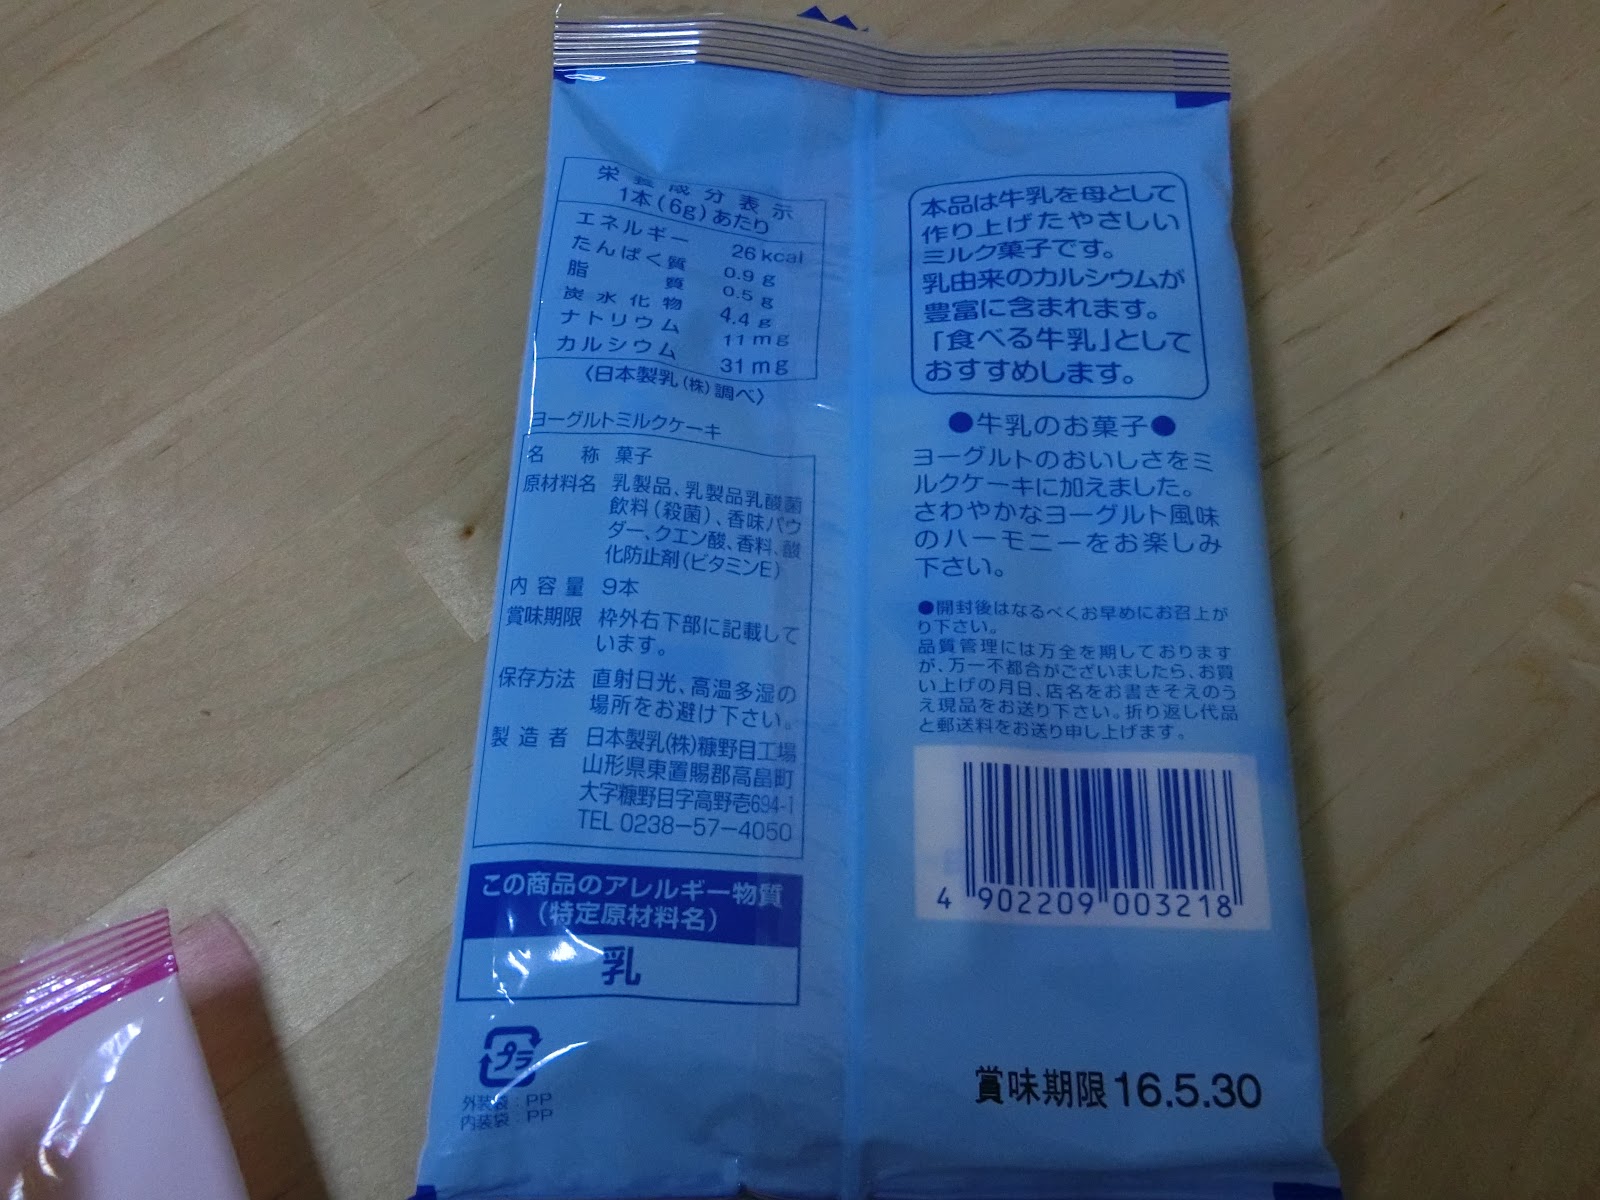 栄養成分表示
1本(6g)あたり
エネルギー 26kcal
たんぱく質 0.9g
脂質 0.5g
炭水化物 4.4g
ナトリウム 11mg
カルシウム 31mg
〈日本製乳(株)調べ〉
ヨーグルトミルクケーキ
名称 菓子
原材料名 乳製品、乳製品乳酸菌
飲料(殺菌)、香味パウ
ダー、クエン酸、香料、酸
化防止剤(ビタミンE)
内容量 9本
賞味期限 枠外右下部に記載して
います。
保存方法 直射日光、高温多湿の
場所をお避け下さい。
製造者 日本製乳(株)糠野目工場
山形県東置賜郡高畠町
大字糠野目字高野壱694-1
TEL 0238-57-4050
この商品のアレルギー物質
(特定原材料名)
乳
プラ
外装袋:PP
内装袋:PP
本品は牛乳を母として
作り上げたやさしい
ミルク菓子です。
乳由来のカルシウムが
豊富に含まれます。
「食べる牛乳」として
おすすめします。
●牛乳のお菓子●
ヨーグルトのおいしさをミ
ルクケーキに加えました。
さわやかなヨーグルト風味
のハーモニーをお楽しみ
下さい。
●開封後はなるべくお早めにお召上が
り下さい。
品質管理には万全を期しております
が、万一不都合がございましたら、お買
い上げの月日、店名をお書きそえのう
え現品をお送り下さい。折り返し代品
と郵送料をお送り申し上げます。
4 902209 003218
賞味期限 16.5.30